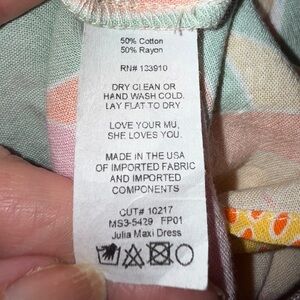 50% Cotton
50% Rayon
RN# 133910
DRY CLEAN OR
HAND WASH COLD.
LAY FLAT TO DRY
LOVE YOUR MU,
SHE LOVES YOU.
MADE IN THE USA
OF IMPORTED FABRIC
AND IMPORTED
COMPONENTS
CUT# 10217
MS3-5429 FP01
Julia Maxi Dress